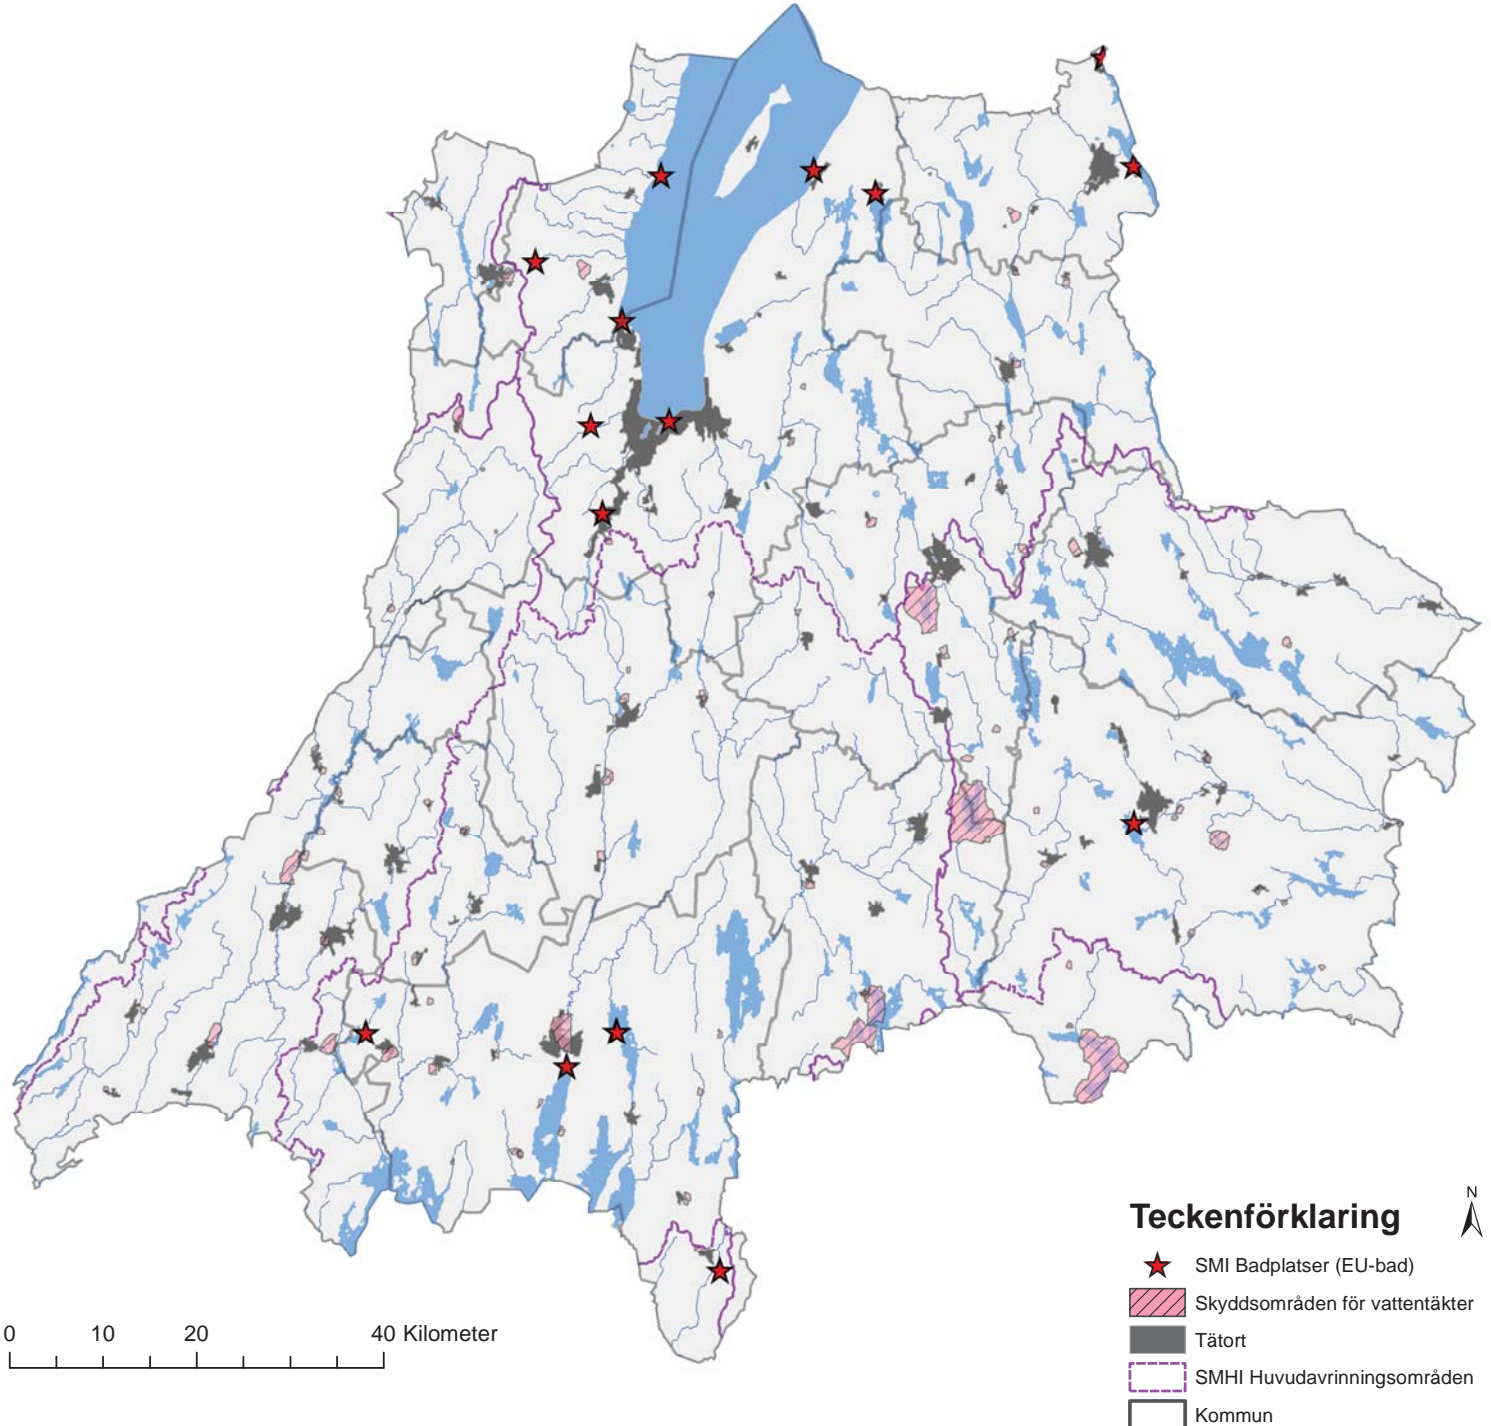 N
Teckenförklaring
SMI Badplatser (EU-bad)
Skyddsområden för vattentäkter
Tätort
SMHI Huvudavrinningsområden
Kommun
0 10 20 40 Kilometer